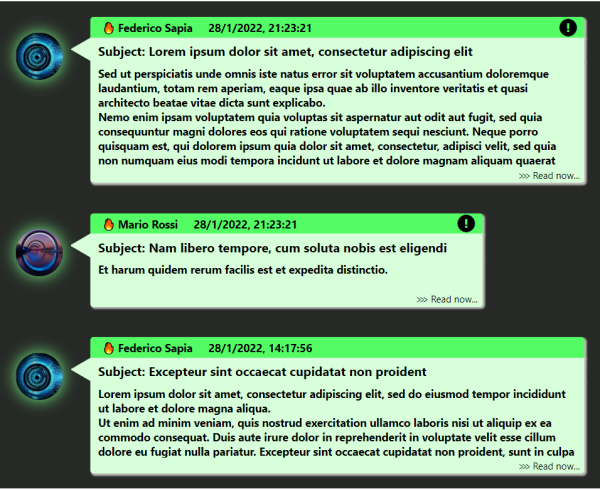 🔥 Federico Sapia 28/1/2022, 21:23:21 !
Subject: Lorem ipsum dolor sit amet, consectetur adipiscing elit
Sed ut perspiciatis unde omnis iste natus error sit voluptatem accusantium doloremque
laudantium, totam rem aperiam, eaque ipsa quae ab illo inventore veritatis et quasi
architecto beatae vitae dicta sunt explicabo.
Nemo enim ipsam voluptatem quia voluptas sit aspernatur aut odit aut fugit, sed quia
consequuntur magni dolores eos qui ratione voluptatem sequi nesciunt. Neque porro
quisquam est, qui dolorem ipsum quia dolor sit amet, consectetur, adipisci velit, sed quia
non numquam eius modi tempora incidunt ut labore et dolore magnam aliquam quaerat
>>> Read now...
🔥 Mario Rossi 28/1/2022, 21:23:21 !
Subject: Nam libero tempore, cum soluta nobis est eligendi
Et harum quidem rerum facilis est et expedita distinctio.
>>> Read now...
🔥 Federico Sapia 28/1/2022, 14:17:56
Subject: Excepteur sint occaecat cupidatat non proident
Lorem ipsum dolor sit amet, consectetur adipiscing elit, sed do eiusmod tempor incididunt
ut labore et dolore magna aliqua.
Ut enim ad minim veniam, quis nostrud exercitation ullamco laboris nisi ut aliquip ex ea
commodo consequat. Duis aute irure dolor in reprehenderit in voluptate velit esse cillum
dolore eu fugiat nulla pariatur. Excepteur sint occaecat cupidatat non proident, sunt in culpa
>>> Read now...